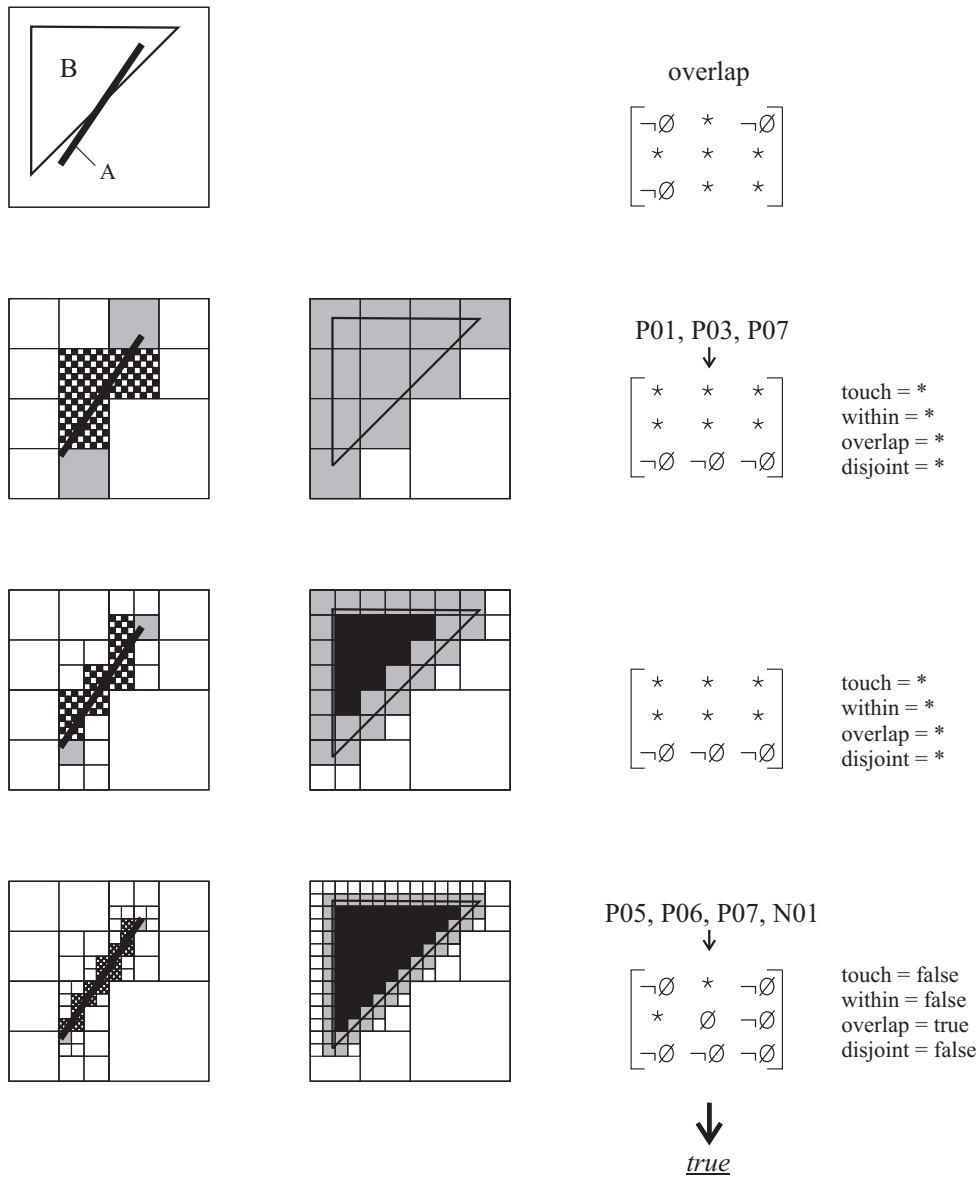 B
A
overlap
¬∅ * ¬∅
* * *
¬∅ * *
P01, P03, P07
* * *
* * *
¬∅ ¬∅ ¬∅
touch = *
within = *
overlap = *
disjoint = *
* * *
* * *
¬∅ ¬∅ ¬∅
touch = *
within = *
overlap = *
disjoint = *
P05, P06, P07, N01
¬∅ * ¬∅
* ∅ ¬∅
¬∅ ¬∅ ¬∅
touch = false
within = false
overlap = true
disjoint = false
true